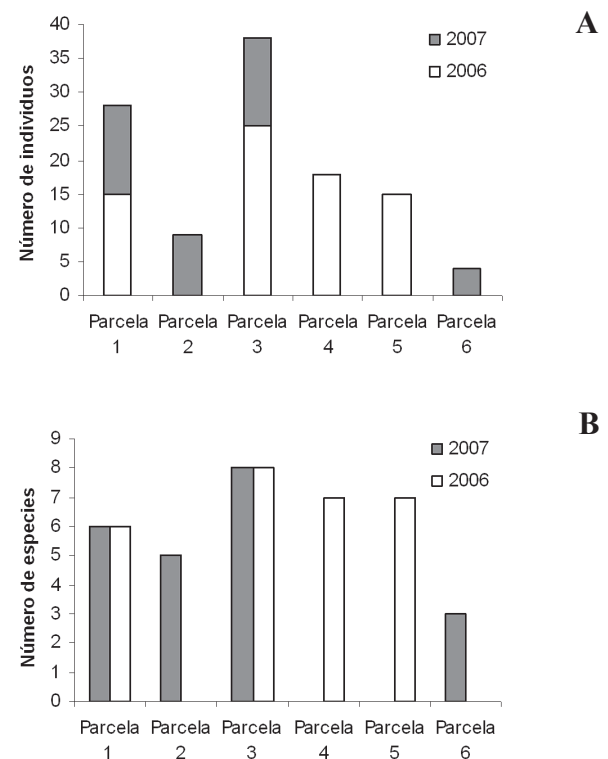 A
40
35
30
25
20
15
10
5
0
Número de individuos
2007
2006
Parcela 1
Parcela 2
Parcela 3
Parcela 4
Parcela 5
Parcela 6
B
9
8
7
6
5
4
3
2
1
0
Número de especies
2007
2006
Parcela 1
Parcela 2
Parcela 3
Parcela 4
Parcela 5
Parcela 6